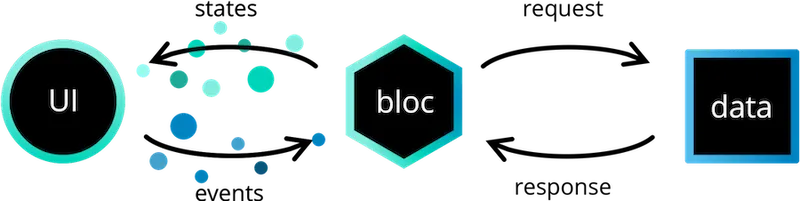 states
request
UI
bloc
data
events
response